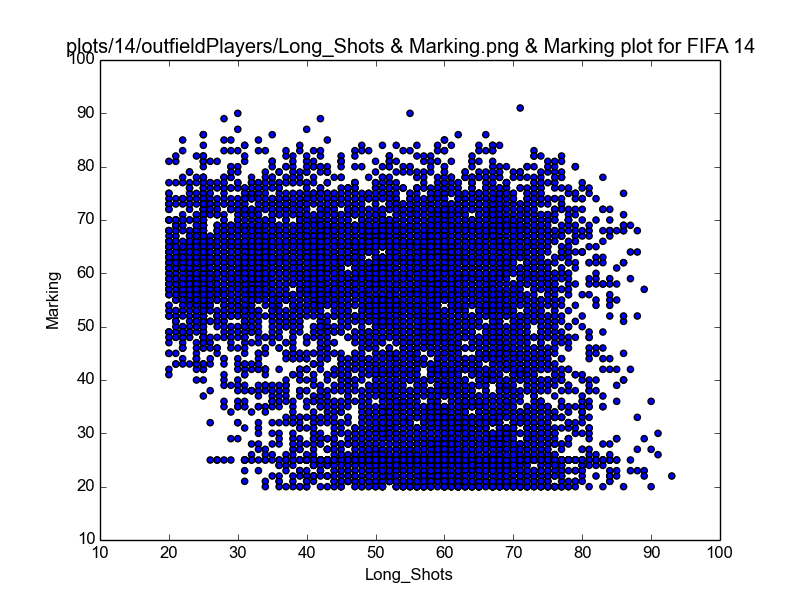 plots/14/outfieldPlayers/Long_Shots & Marking.png & Marking plot for FIFA 14
100
90
80
70
60
50
40
30
20
10
Marking
10 20 30 40 50 60 70 80 90 100
Long_Shots